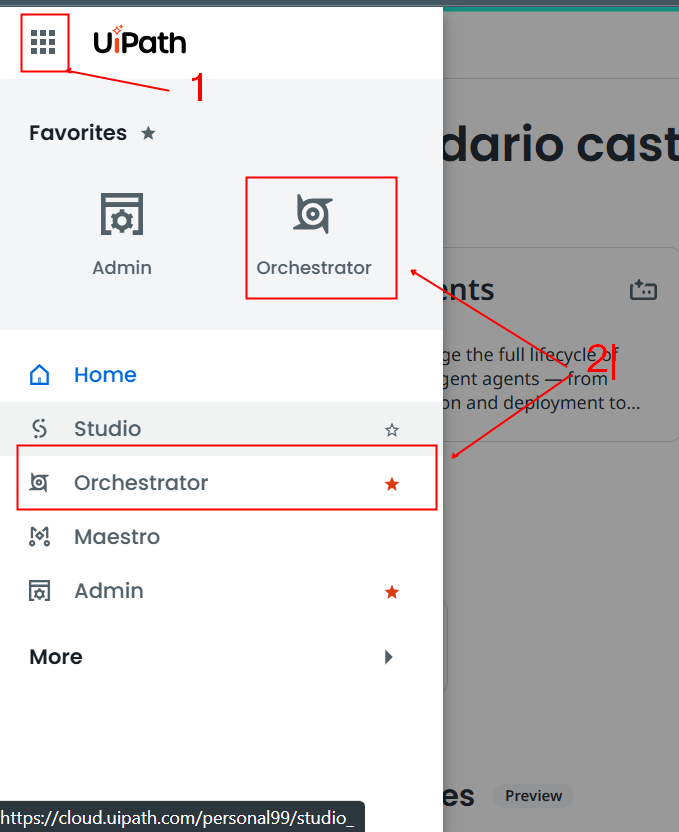 UiPath
1
Favorites
dario cast
Admin
Orchestrator
ents
ge the full lifecycle of
gent agents — from
on and deployment to...
2
Home
Studio
Orchestrator
Maestro
Admin
More
es
Preview
https://cloud.uipath.com/personal99/studio_